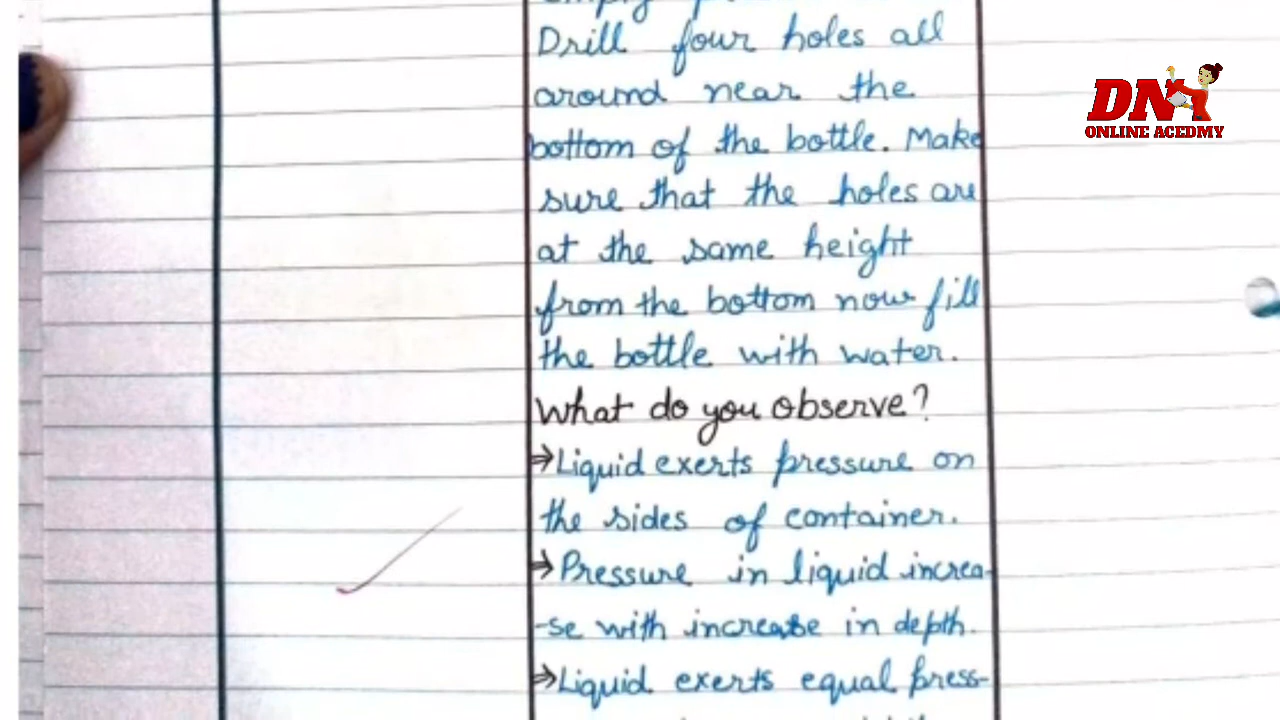 Drill four holes all
around near the
bottom of the bottle. Make
sure that the holes are
at the same height
from the bottom now fill
the bottle with water.
What do you observe?
⇒Liquid exerts pressure on
the sides of container.
⇒Pressure in liquid increa-
-se with increase in depth.
⇒Liquid exerts equal press-
DNY
ONLINE ACEDMY